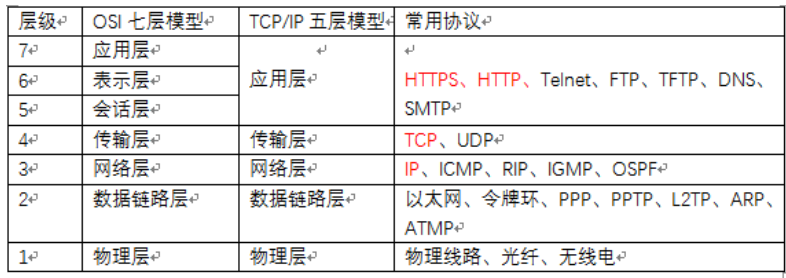 层级 OSI 七层模型 TCP/IP 五层模型 常用协议
7 应用层
6 表示层 应用层 HTTPS、HTTP、Telnet、FTP、TFTP、DNS、
5 会话层 SMTP
4 传输层 传输层 TCP、UDP
3 网络层 网络层 IP、ICMP、RIP、IGMP、OSPF
2 数据链路层 数据链路层 以太网、令牌环、PPP、PPTP、L2TP、ARP、
ATMP
1 物理层 物理层 物理线路、光纤、无线电